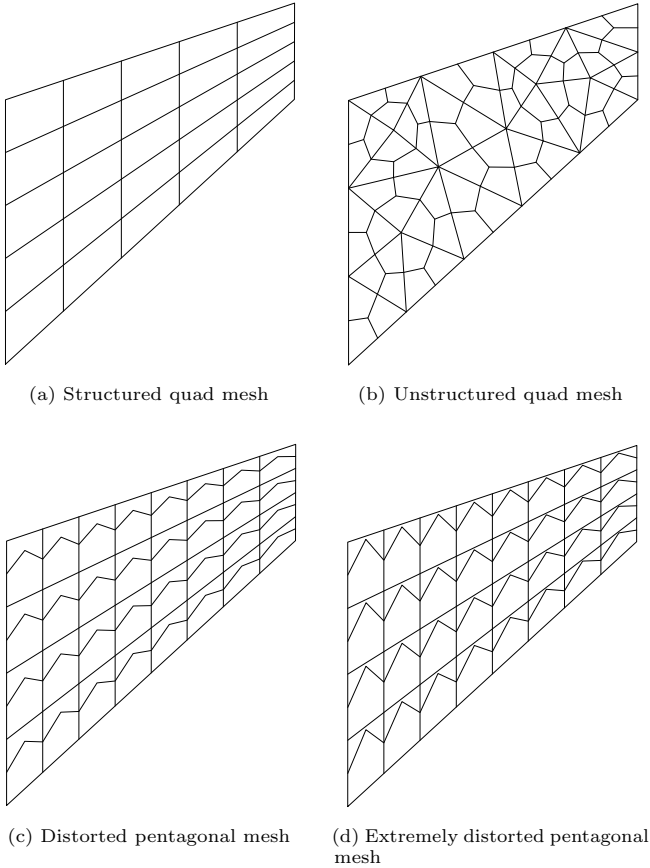 (a) Structured quad mesh
(b) Unstructured quad mesh
(c) Distorted pentagonal mesh
(d) Extremely distorted pentagonal
mesh